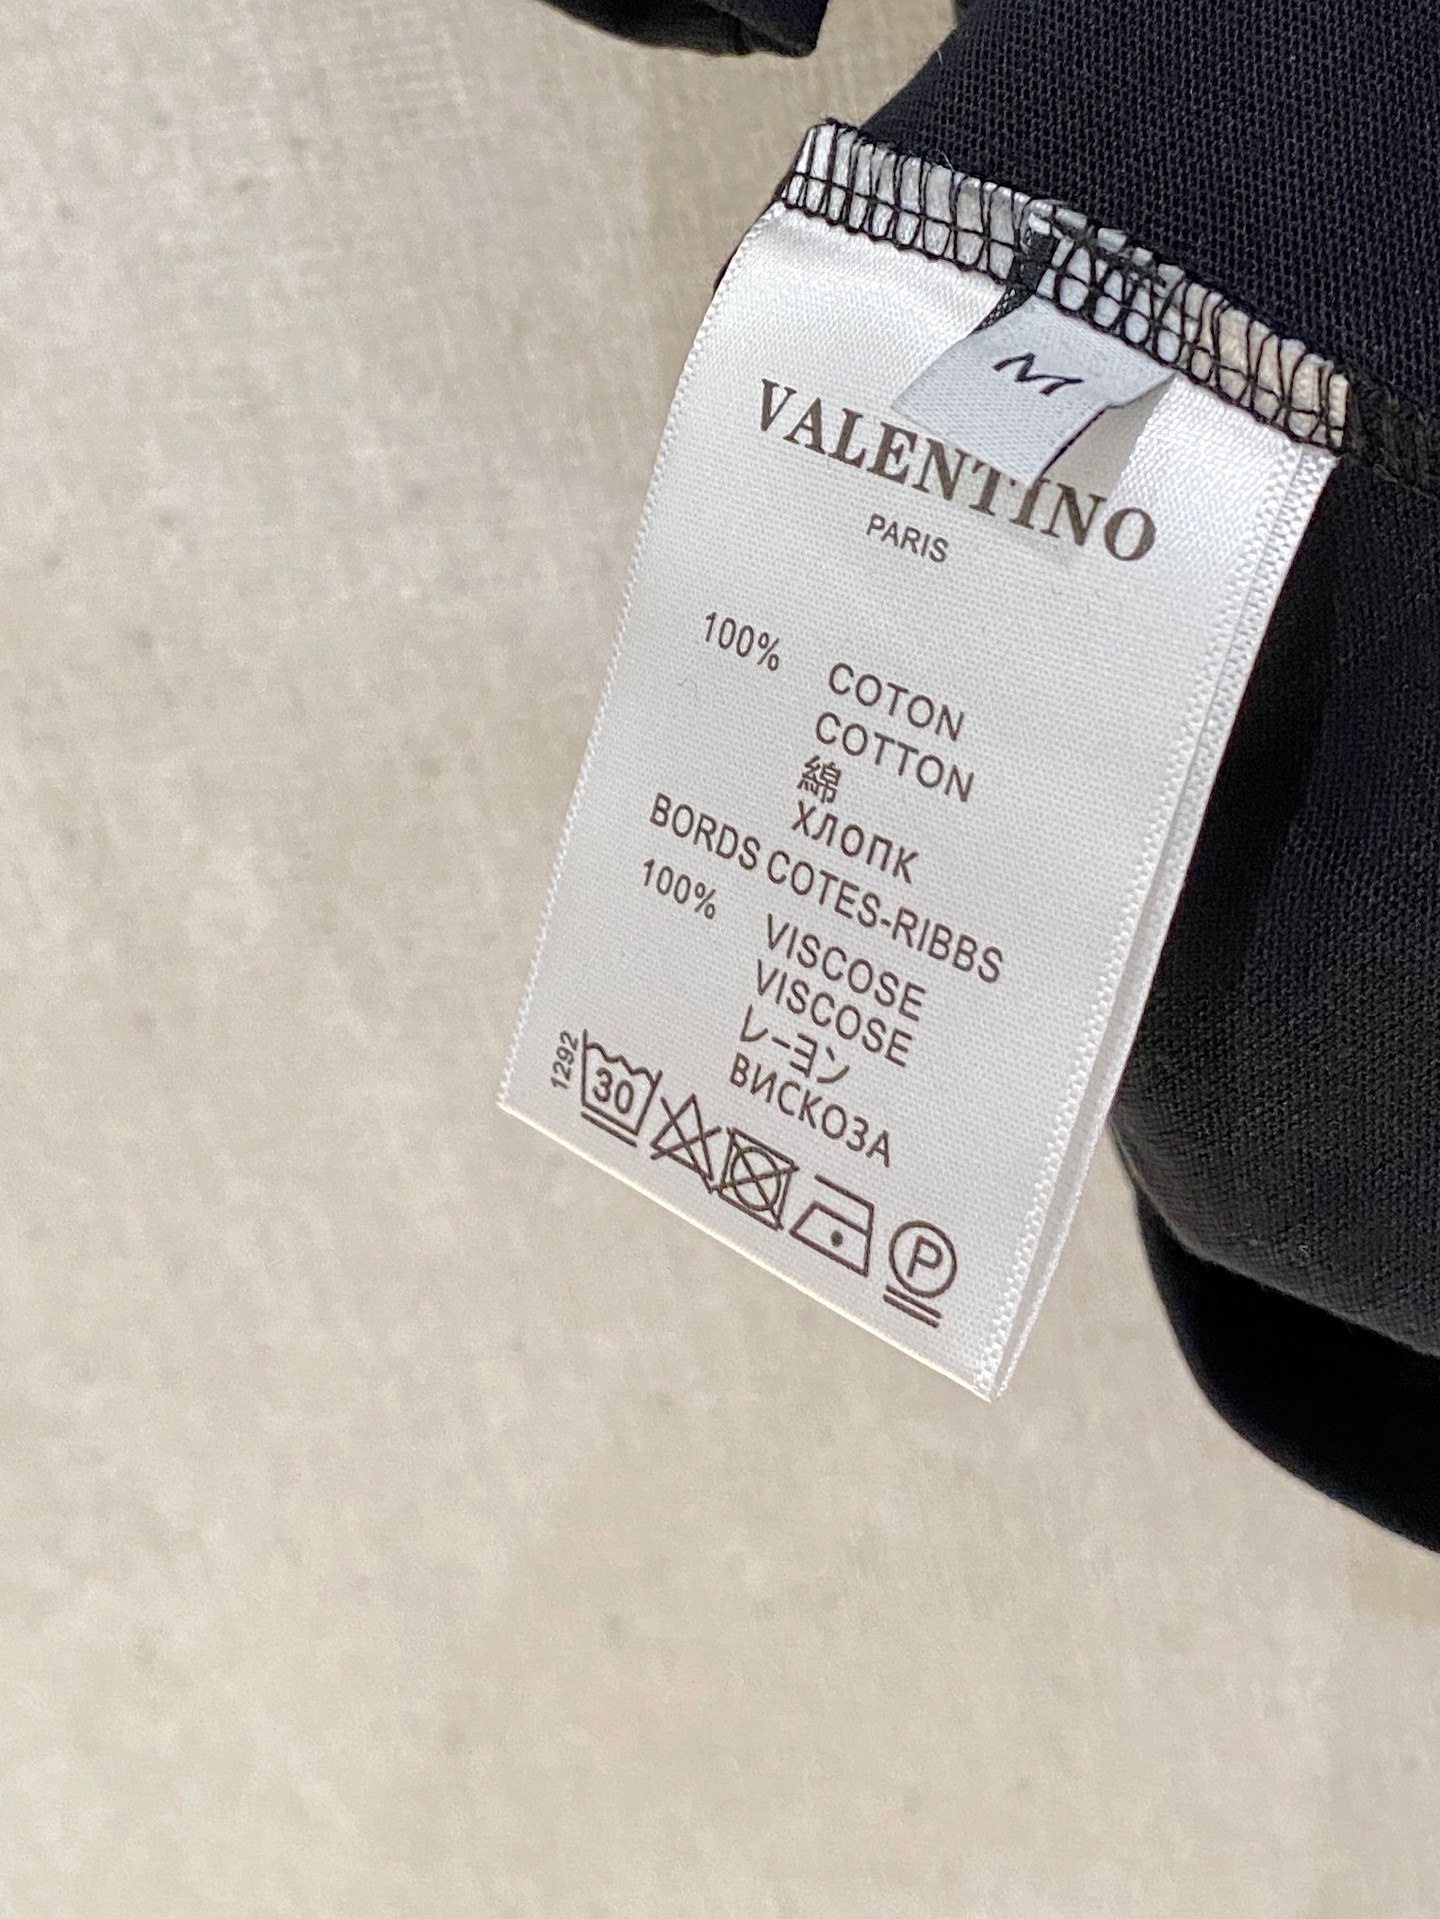 M
VALENTINO
PARIS
100% COTON
COTTON
綿
ХЛОПК
BORDS COTES-RIBBS
100% VISCOSE
VISCOSE
レーヨン
ВИСКОЗА
1292
30
P